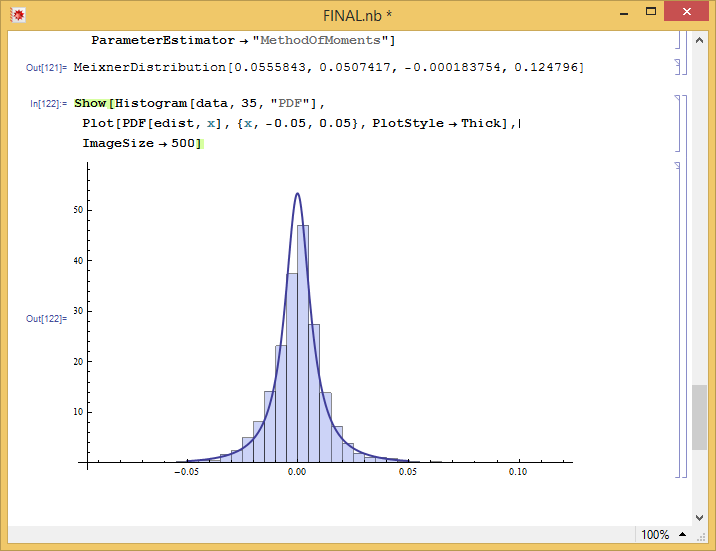 FINAL.nb *
ParameterEstimator → "MethodOfMoments"]
Out[121]= MeixnerDistribution[0.0555843, 0.0507417, -0.000183754, 0.124796]
In[122]:= Show[Histogram[data, 35, "PDF"],
Plot[PDF[edist, x], {x, -0.05, 0.05}, PlotStyle → Thick],
ImageSize → 500]
50
40
30
Out[122]=
20
10
-0.05 0.00 0.05 0.10
100%